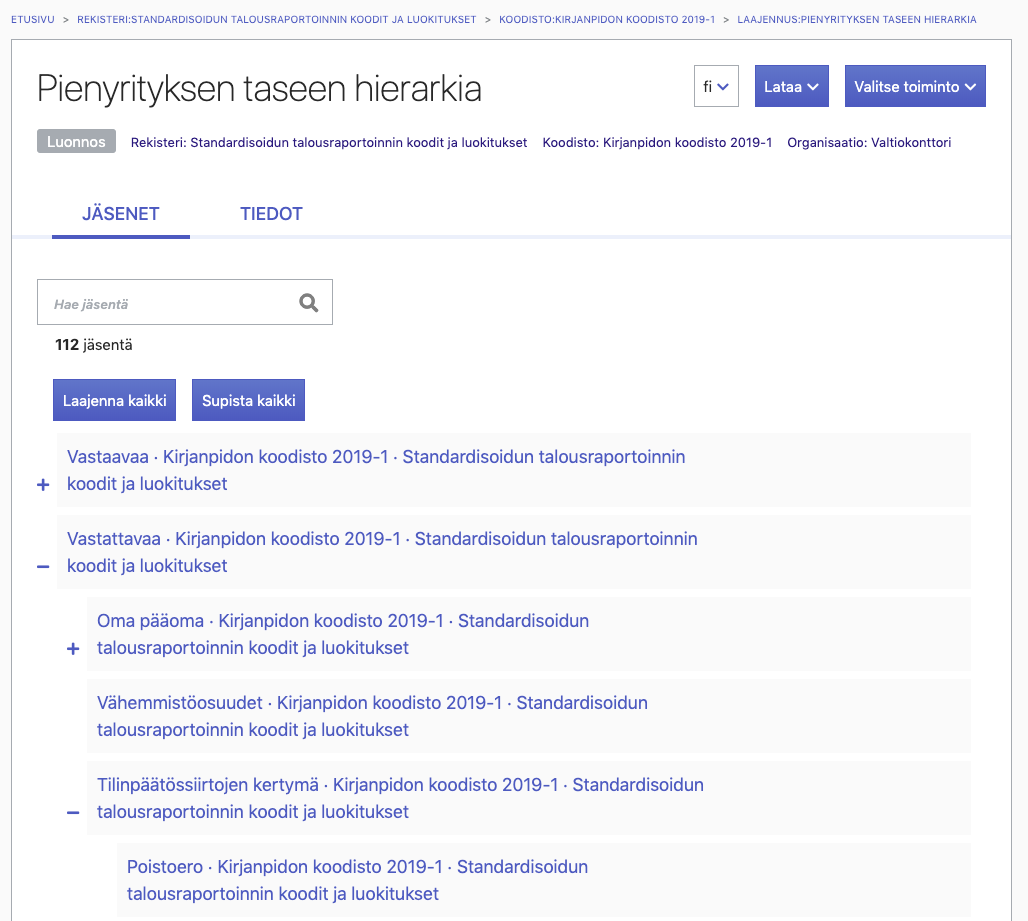 ETUSIVU > REKISTERI:STANDARDISOIDUN TALOUSRAPORTOINNIN KOODIT JA LUOKITUKSET > KOODISTO:KIRJANPIDON KOODISTO 2019-1 > LAAJENNUS:PIENYRITYKSEN TASEEN HIERARKIA
Pienyrityksen taseen hierarkia
fi
Lataa
Valitse toiminto
Luonnos
Rekisteri: Standardisoidun talousraportoinnin koodit ja luokitukset
Koodisto: Kirjanpidon koodisto 2019-1
Organisaatio: Valtiokonttori
JÄSENET
TIEDOT
Hae jäsentä
112 jäsentä
Laajenna kaikki
Supista kaikki
Vastaavaa · Kirjanpidon koodisto 2019-1 · Standardisoidun talousraportoinnin
+ koodit ja luokitukset
Vastattavaa · Kirjanpidon koodisto 2019-1 · Standardisoidun talousraportoinnin
− koodit ja luokitukset
Oma pääoma · Kirjanpidon koodisto 2019-1 · Standardisoidun
+ talousraportoinnin koodit ja luokitukset
Vähemmistöosuudet · Kirjanpidon koodisto 2019-1 · Standardisoidun
talousraportoinnin koodit ja luokitukset
Tilinpäätössiirtojen kertymä · Kirjanpidon koodisto 2019-1 · Standardisoidun
− talousraportoinnin koodit ja luokitukset
Poistoero · Kirjanpidon koodisto 2019-1 · Standardisoidun
talousraportoinnin koodit ja luokitukset